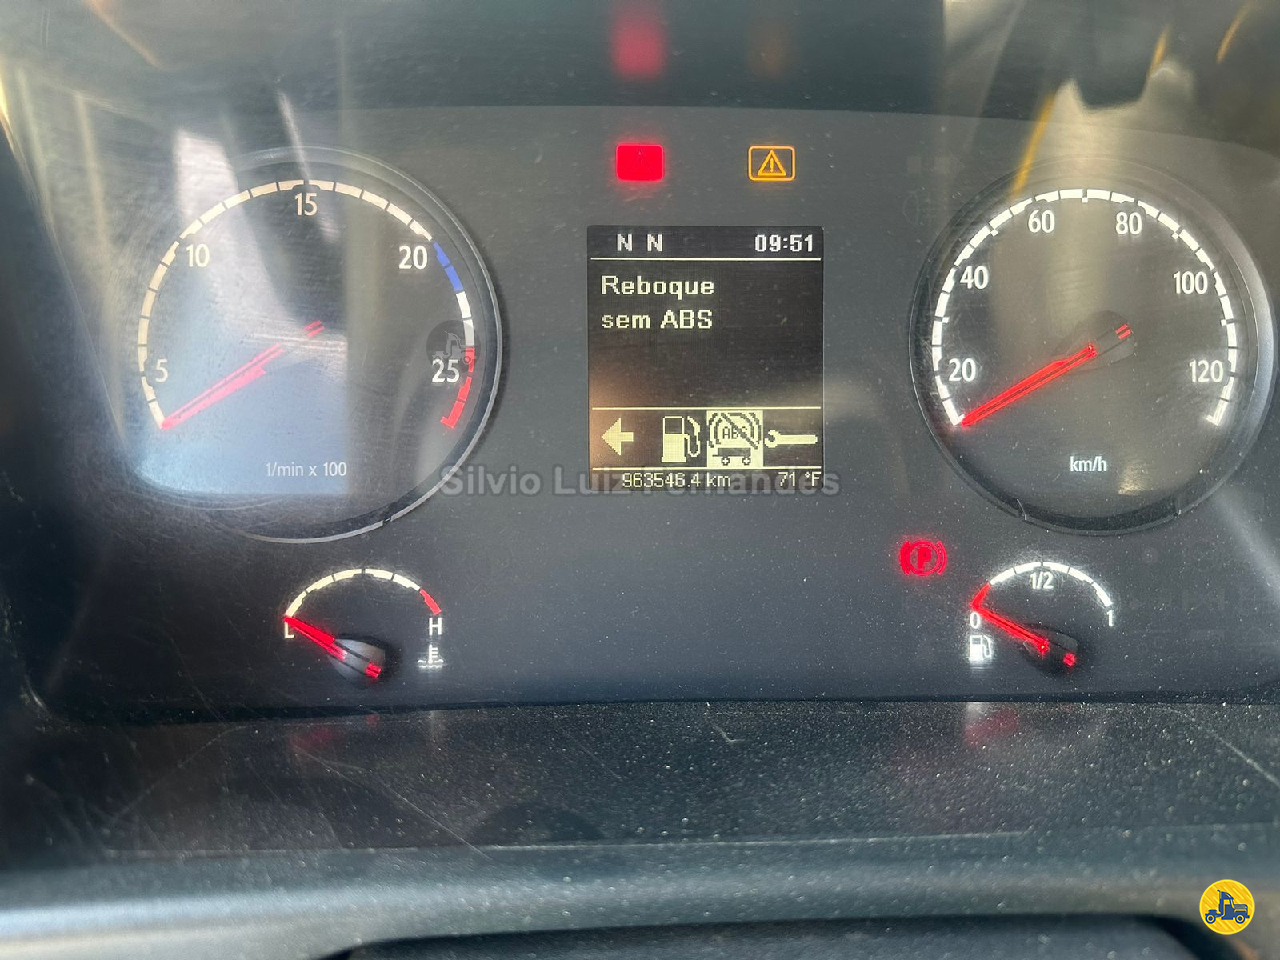 N N 09:51
Reboque
sem ABS
ABS
963546.4 km 71 °F
5 10 15 20 25
1/min x 100
20 40 60 80 100 120
km/h
L H
P
0 1/2 1
Silvio Luiz Fernandes